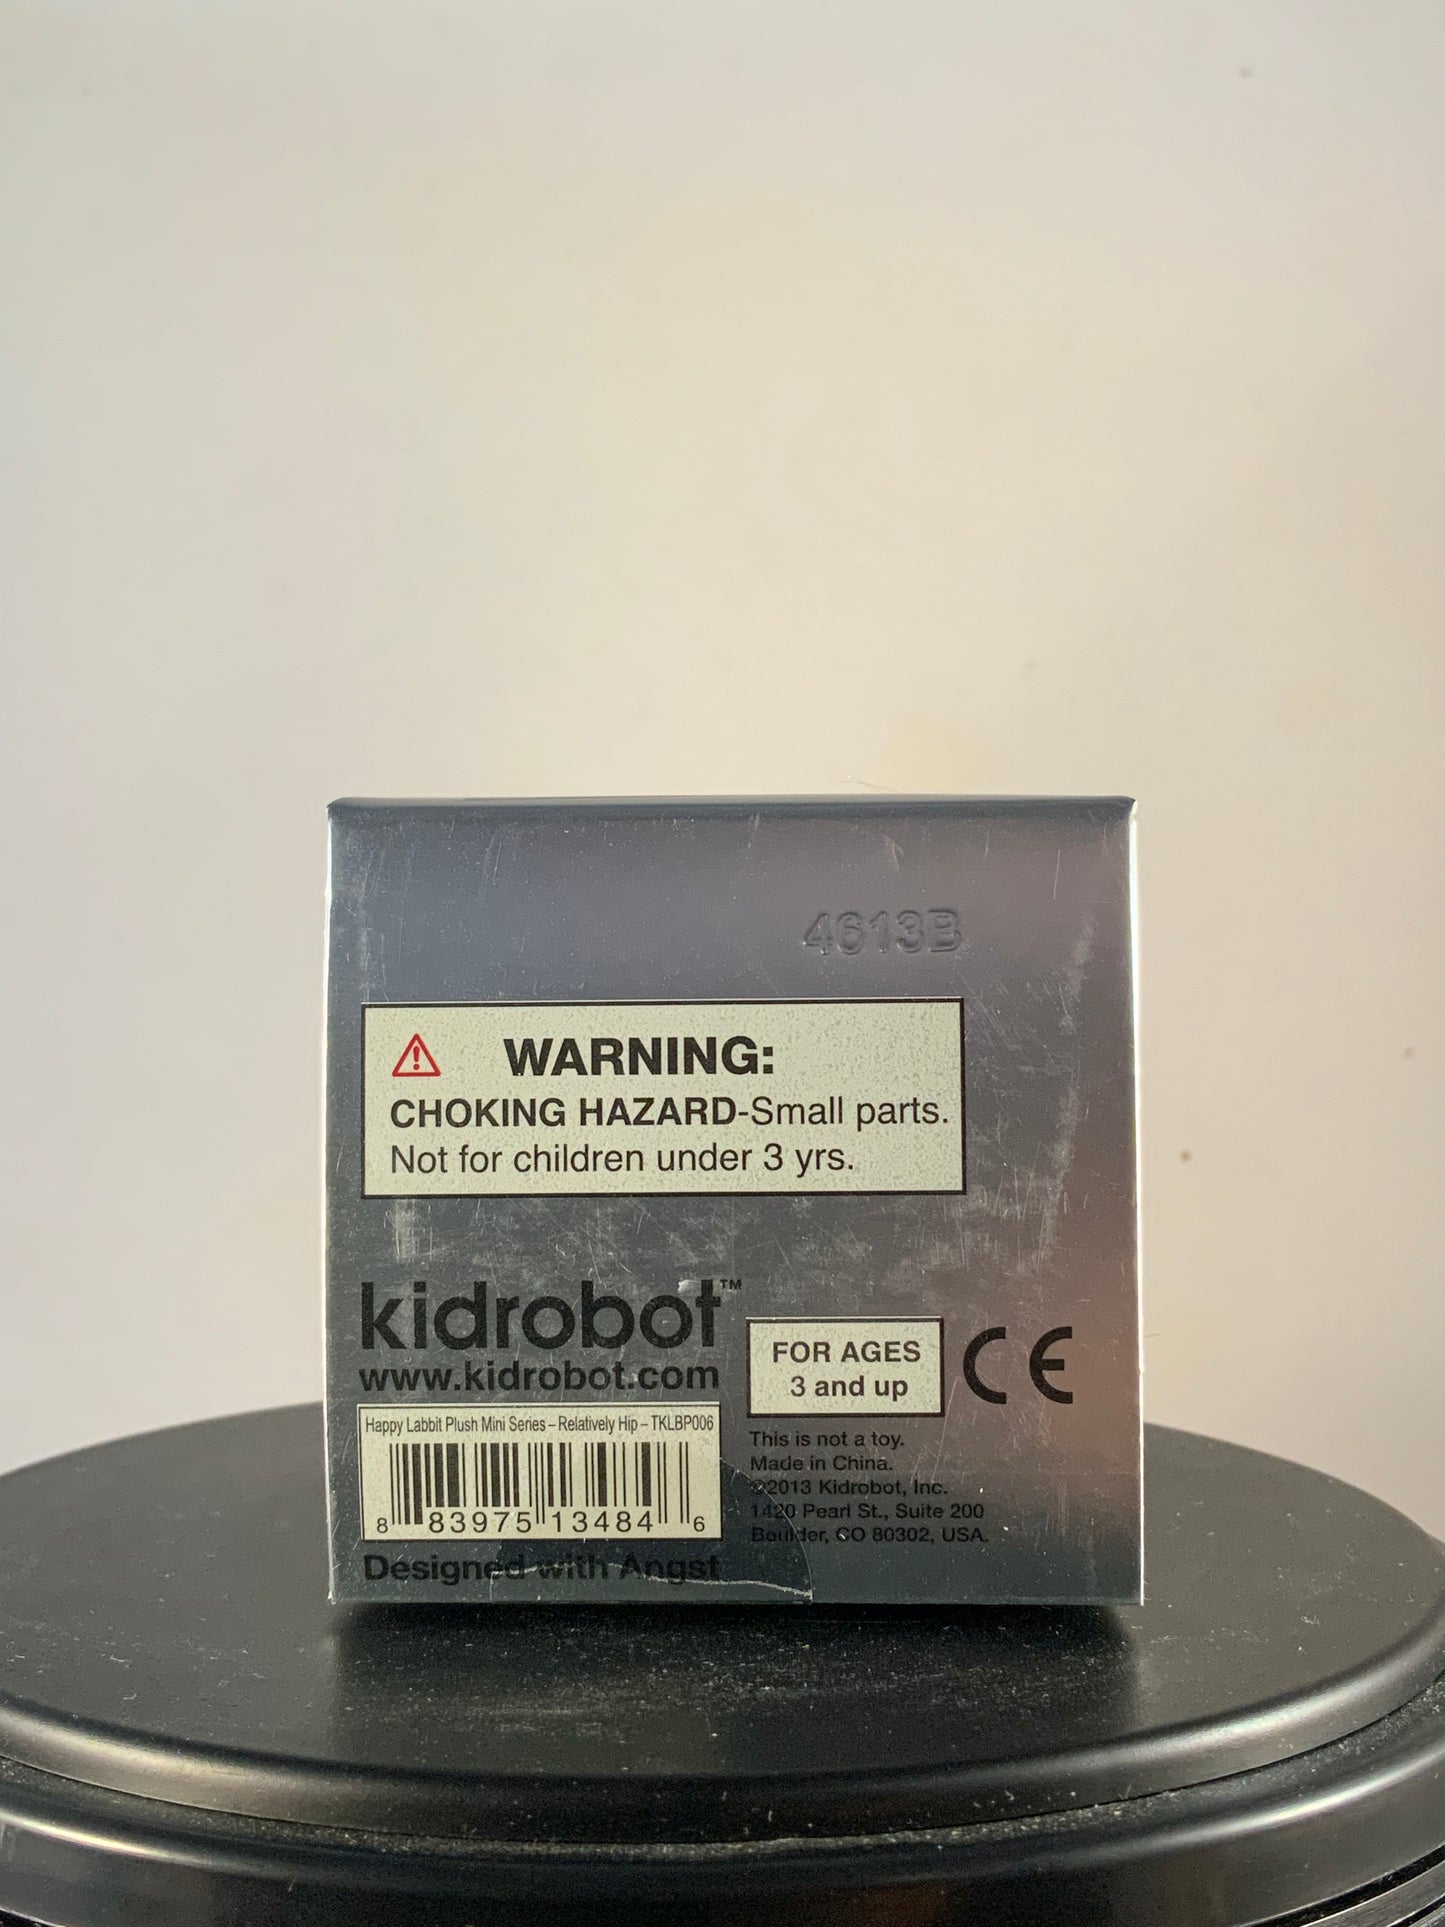 4613B
WARNING:
CHOKING HAZARD-Small parts.
Not for children under 3 yrs.
kidrobot™
www.kidrobot.com
FOR AGES
3 and up
CE
Happy Labbit Plush Mini Series – Relatively Hip – TKLBP006
8 83975 13484 6
Designed with Angst
This is not a toy.
Made in China.
©2013 Kidrobot, Inc.
1420 Pearl St., Suite 200
Boulder, CO 80302, USA.